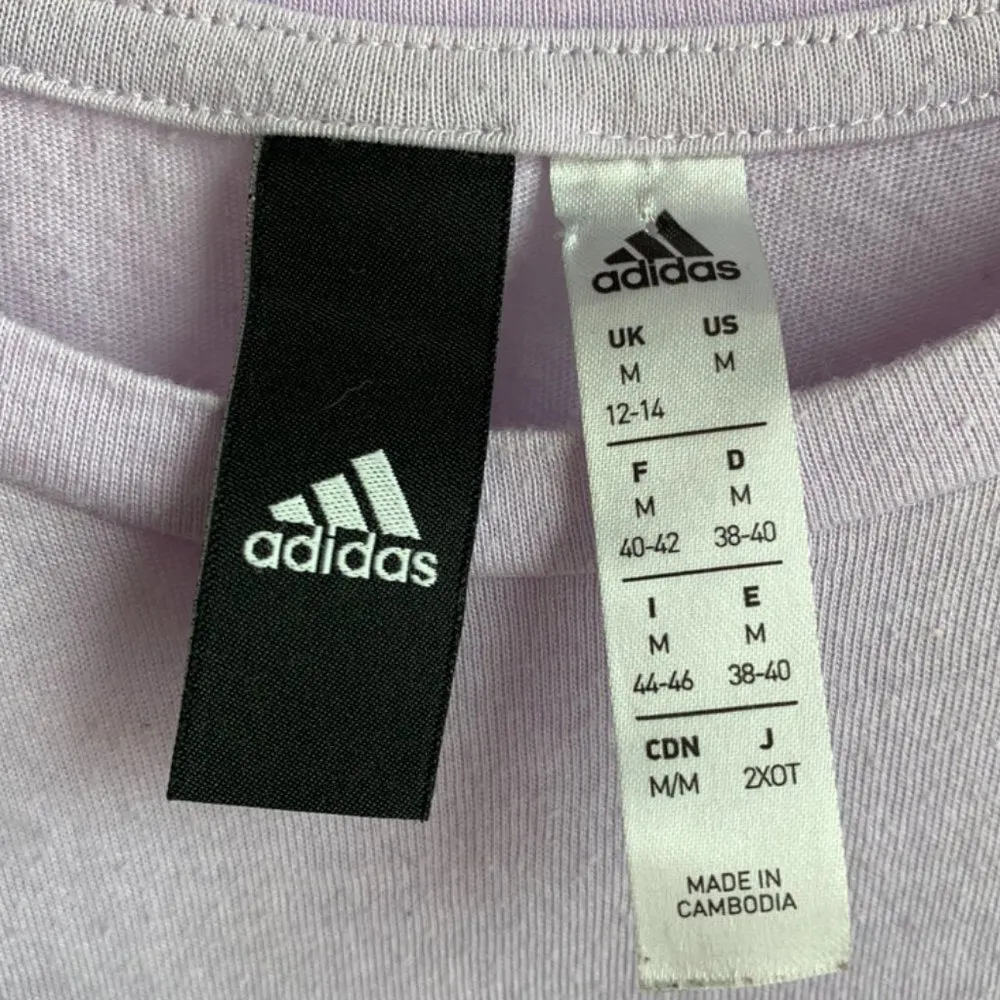 adidas
adidas
UK US
M M
12-14
F D
M M
40-42 38-40
I E
M M
44-46 38-40
CDN J
M/M 2XOT
MADE IN
CAMBODIA